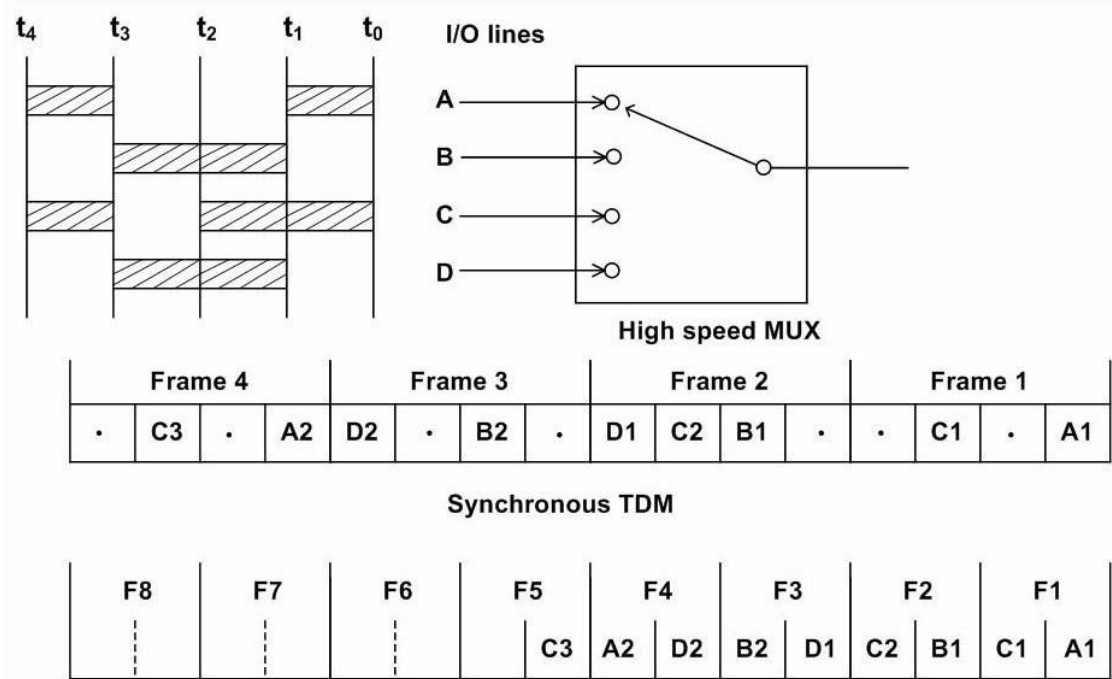 t4 t3 t2 t1 t0 I/O lines
A
B
C
D
High speed MUX
Frame 4 Frame 3 Frame 2 Frame 1
· C3 · A2 D2 · B2 · D1 C2 B1 · · C1 · A1
Synchronous TDM
F8 F7 F6 F5 F4 F3 F2 F1
C3 A2 D2 B2 D1 C2 B1 C1 A1